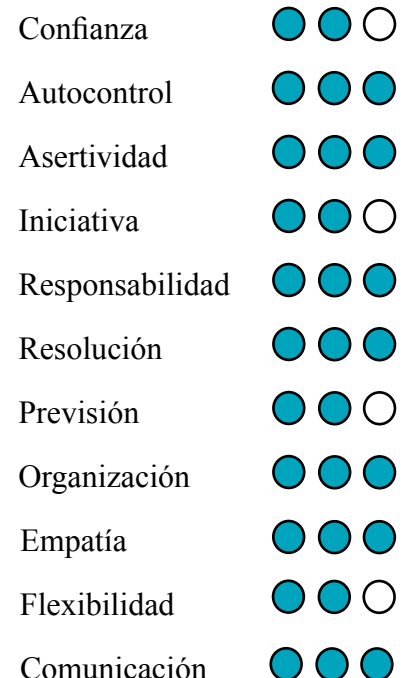 Confianza
Autocontrol
Asertividad
Iniciativa
Responsabilidad
Resolución
Previsión
Organización
Empatía
Flexibilidad
Comunicación